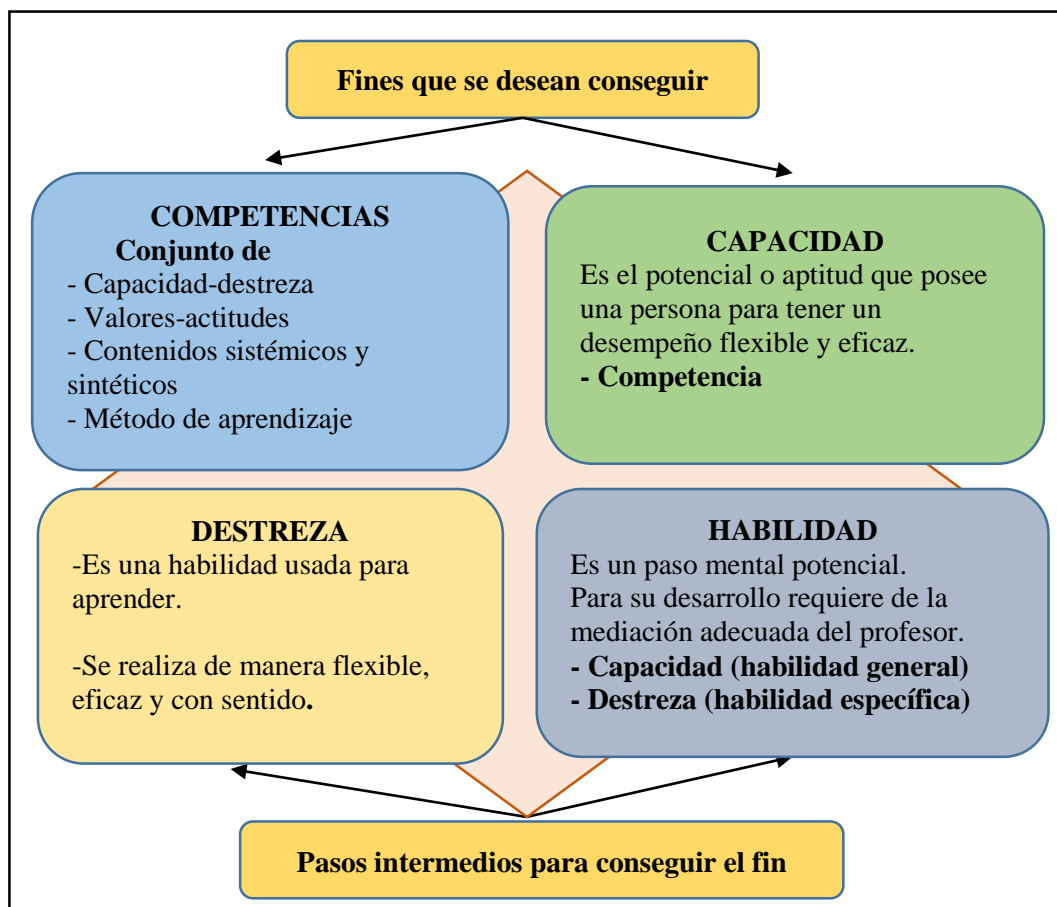 Fines que se desean conseguir
COMPETENCIAS
Conjunto de
- Capacidad-destreza
- Valores-actitudes
- Contenidos sistémicos y
sintéticos
- Método de aprendizaje
CAPACIDAD
Es el potencial o aptitud que posee
una persona para tener un
desempeño flexible y eficaz.
- Competencia
DESTREZA
-Es una habilidad usada para
aprender.
-Se realiza de manera flexible,
eficaz y con sentido.
HABILIDAD
Es un paso mental potencial.
Para su desarrollo requiere de la
mediación adecuada del profesor.
- Capacidad (habilidad general)
- Destreza (habilidad específica)
Pasos intermedios para conseguir el fin